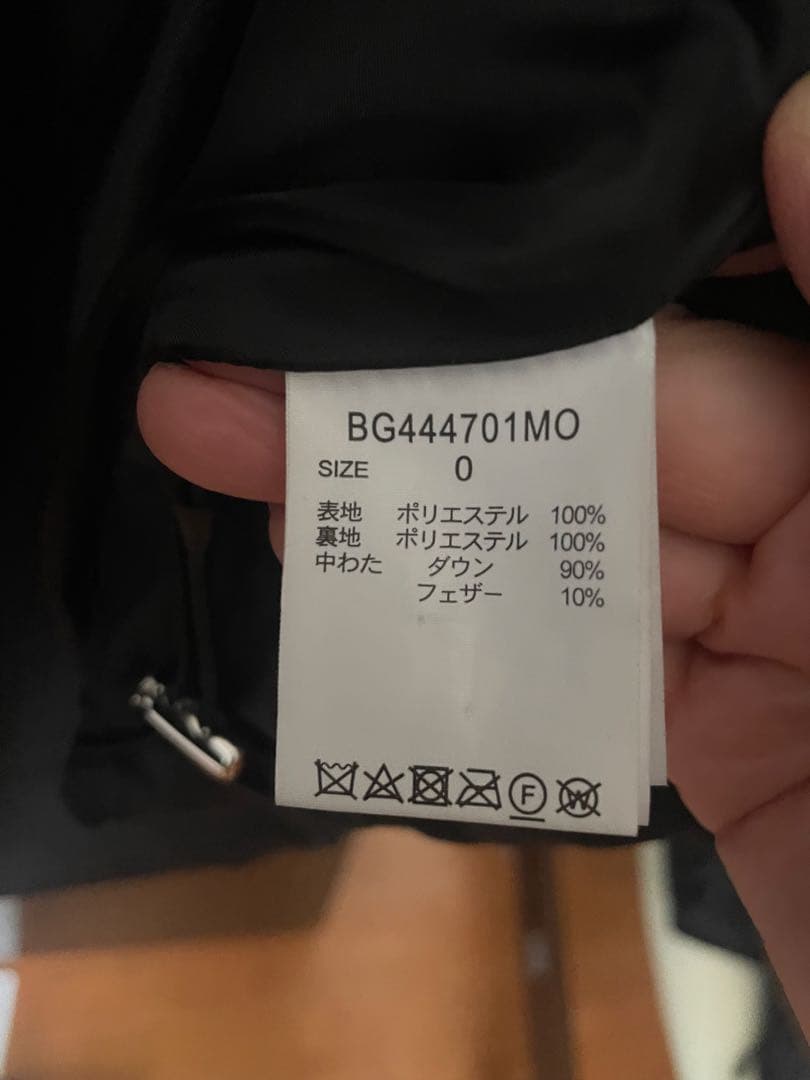 BG444701MO
SIZE 0
表地 ポリエステル 100%
裏地 ポリエステル 100%
中わた ダウン 90%
フェザー 10%
F W